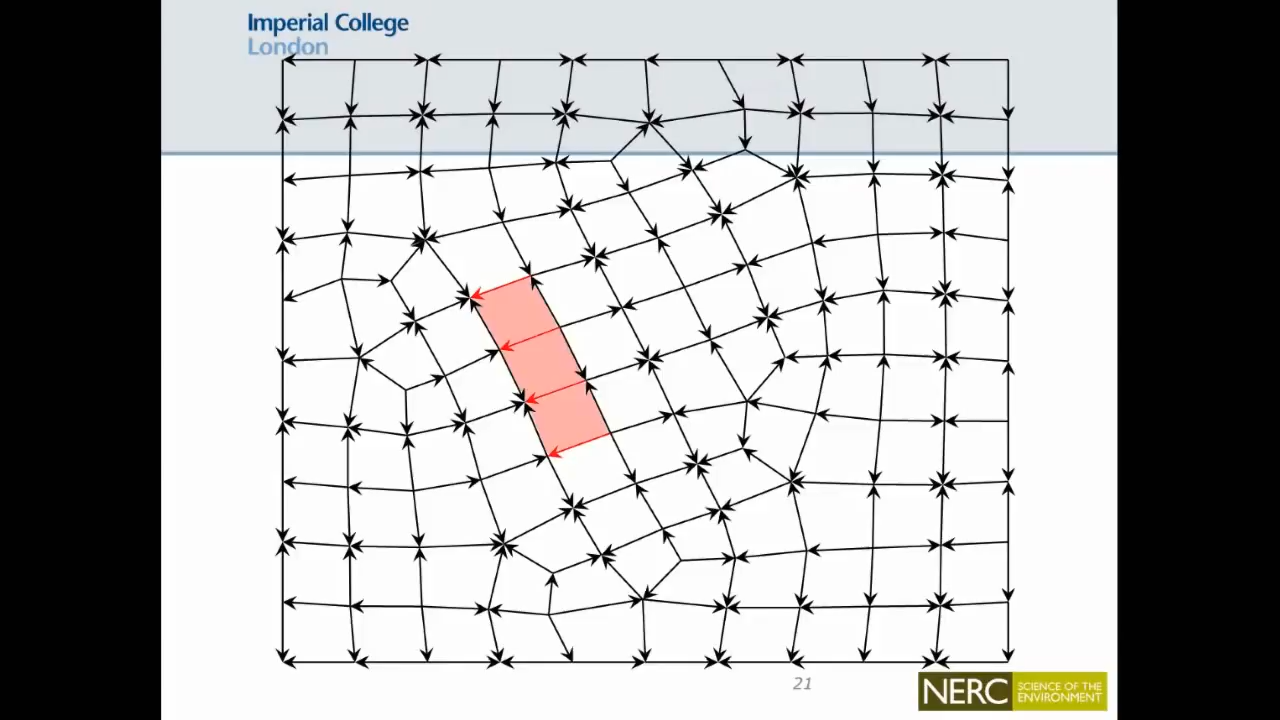 Imperial College
London
21
NERC
SCIENCE OF THE
ENVIRONMENT